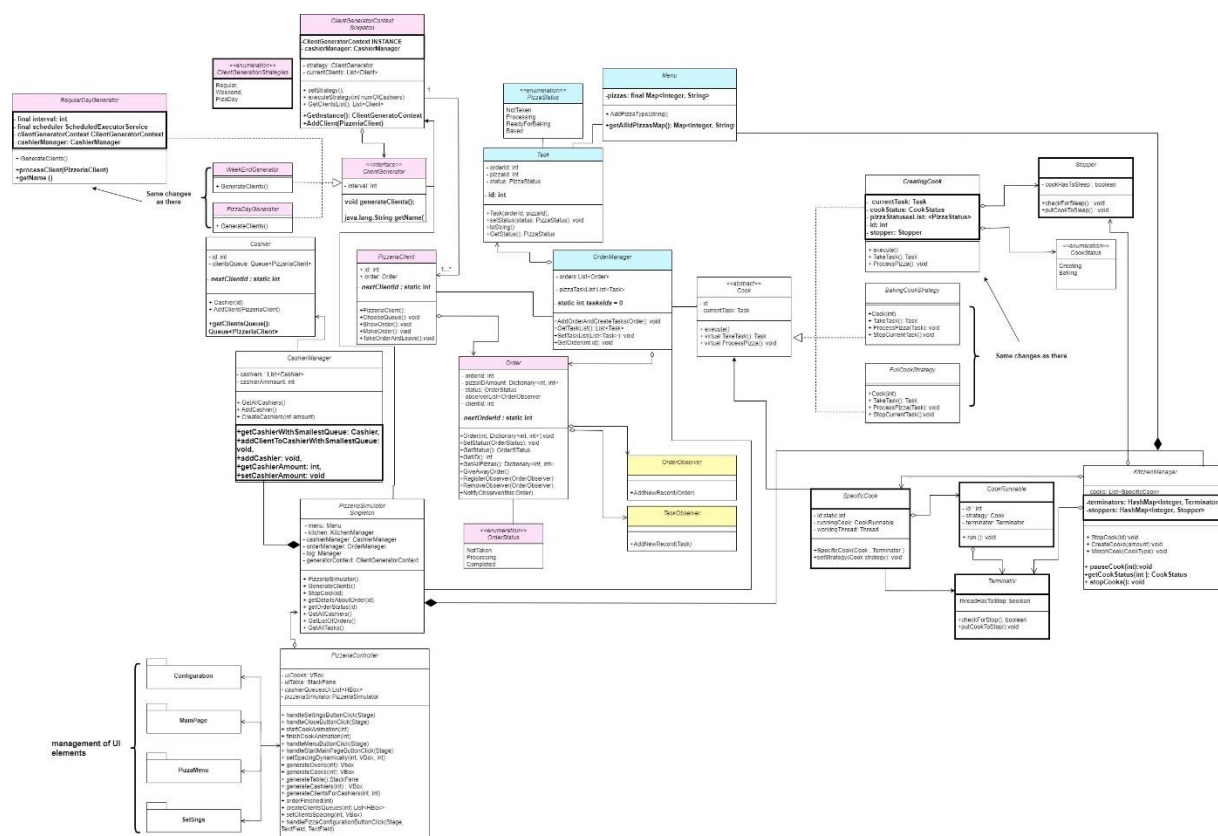 ClientGeneratorContext
Singleton
-ClientGeneratorContext INSTANCE
- cashierManager: CashierManager
- strategy: ClientGenerator
- currentClients: List<Client>
+ setStrategy();
+ executeStrategy(int numOfCashiers)
+ GetClientsList(): List<Client>
+GetInstance(): ClientGeneratoContext
+AddClient(PizzeriaClient)
1
<<enumeration>>
ClientGenerationStrategies
Regular,
Weekend,
PizaDay
RegularDayGenerator
- final interval: int
- final scheduler ScheduledExecutorService
- clientGeneratorContext ClientGeneratorContext
cashierManager: CashierManager
+ GenerateClients()
+processClient(PizzeriaClient)
+getName ()
Same changes
as there
WeekEndGenerator
+ GenerateClients()
PizzaDayGenerator
+ GenerateClients()
<<interface>>
ClientGenerator
- interval: int
void generateClients();
java.lang.String getName()
<<enumeration>>
PizzaStatus
NotTaken
Processing
ReadyForBaking
Baked
Menu
-pizzas: final Map<Integer, String>
+ AddPizzaType(string);
+getAllIdPizzasMap(): Map<Integer, String>
Task
- orderId: int
- pizzaId: int
- status: PizzaStatus
- id: int
+Task(orderId, pizzaId);
+setStatus(status: PizzaStatus): void
+toString()
+GetStatus(): PizzaStatus
Casher
- id: int
- clientsQueue: Queue<PizzeriaClient>
- nextClientId : static int
+ Cashier(id)
+ AddClient(PizzeriaClient)
+getClientsQueue():
Queue<PizzeriaClient>
PizzeriaClient
+ id: int
+ order: Order
- nextClientId : static int
+PizzeriaClient();
+ChooseQueue(): void
+ShowOrder(): void
+MakeOrder(): void
+TakeOrderAndLeave():void
1..*
OrderManager
- orders:List<Order>
- pizzaTaskList:List<Task>
- static int tasksIds = 0
+AddOrderAndCreateTasks(Order): void
+GetTaskList(): List<Task>
+SetTaskList(List<Task>): void
+GetOrder(int id): void
<<abstract>>
Cook
- id
- currentTask: Task
+ execute()
+ virtual TakeTask(): Task
+ virtual ProcessPizza(): void
CreatingCook
- currentTask: Task
- cookStatus: CookStatus
- pizzaStatusesList: <PizzaStatus>
- id: int
- stopper: Stopper
+ execute()
+ TakeTask(): Task
+ ProcessPizza(): void
Stopper
- cookHasToSleep : boolean
+checkForSleep() : void
+putCookToSleep() : void
<<enumeration>>
CookStatus
Creating
Baking
BakingCookStrategy
+Cook(int)
+ TakeTask(): Task
+ ProcessPizza(Task): void
+ StopCurrentTask():void
Same changes as there
FullCookStrategy
+Cook(int)
+ TakeTask(): Task
+ ProcessPizza(Task): void
+ StopCurrentTask():void
CashierManager
- cashiers : List<Cashier>
- cashierAmmount: int
+ GetAllCashiers()
+ AddCashier()
+ CreateCashiers(int amount)
+getCashierWithSmallestQueue: Cashier,
+addClientToCashierWithSmallestQueue:
void,
+addCashier: void,
+getCashierAmount: int,
+setCashierAmount: void
Order
- orderId: int
- pizzaIDAmount: Dictionary<int, int>
- status: OrderStatus
- observerList<OrderObserver
- clientId: int
nextOrderId : static int
+Order(int, Dictionary<int, int>):void
+SetStatus(OrderStatus): void
+GetStatus(): OrderSTatus
+GetID(): int
+GetAllPizzas(): Dictionary<int, int>
+GiveAwayOrder()
+RegisterObserver(OrderObserver)
+RemoveObserver(OrderObserver)
+NotifyObserver(this:Order)
OrderObserver
+AddNewRecord(Order)
TaskObserver
+AddNewRecord(Task)
<<enumeration>>
OrderStatus
NotTaken
Processing
Completed
SpecificCook
- id:static int
- runningCook: CookRunnable
- workingThread: Thread
+SpecificCook(Cook , Terminator )
+setStrategy(Cook strategy) void
CookRunnable
- id : int
- strategy: Cook
- terminator: Terminator
+ run (): void
Terminator
threadHasToStop: boolean
+checkForStop(): boolean
+putCookToStop(): void
KitchenManager
-cooks: List<SpecificCook>
-terminators: HashMap<Integer, Terminator>
-stoppers: HashMap<Integer, Stopper>
+ StopCook(id): void
+ CreateCooks(amount): void
+ MorphCook(CookType): void
+ pauseCook(int):void
+getCookStatus(int ): CookStatus
+ stopCooks(): void
PizzeriaSimulator
Singleton
- menu: Menu
- kitchen: KitchenManager
- cashierManager: CashierManager
- orderManager: OrderManager
- log: Manager
- generatorContext: ClientGeneratorContext
+ PizzeriaSimulator()
+ GenerateClients()
+ StopCook(id)
+ getDetailsAboutOrder(id)
+ getOrderStatus(id)
+ GetAllCashiers()
+ GetListOfOrders()
+ GetAllTasks()
PizzeriaController
- uiCooks: VBox
- uiTable: StackPane
- cashierQueuesUi:List<HBox>
- pizzeriaSimulator:PizzeriaSimulator
+ handleSettingsButtonClick(Stage)
+ handleCloseButtonClick(Stage)
+ startCookAnimation(int)
+ finishCookAnimation(int)
+ handleMenuButtonClick(Stage)
+ handleStartMainPageButtonClick(Stage)
+ setSpacingDynamically(int, VBox, int)
+ generateOvens(int): Vbox
+ generateCooks(int): VBox
+ generateTable():StackPane
+ generateCashiers(int) : VBox
+ generateClientsForCashiers(int, int)
+ orderFinished(int)
+ createClientsQueues(int) List<HBox>
+ setClientsSpacing(int, VBox)
+ handlePizzaConfigurationButtonClick(Stage,
TextField, TextField)
management of UI
elements
Configuration
MainPage
PizzaMenu
Settings